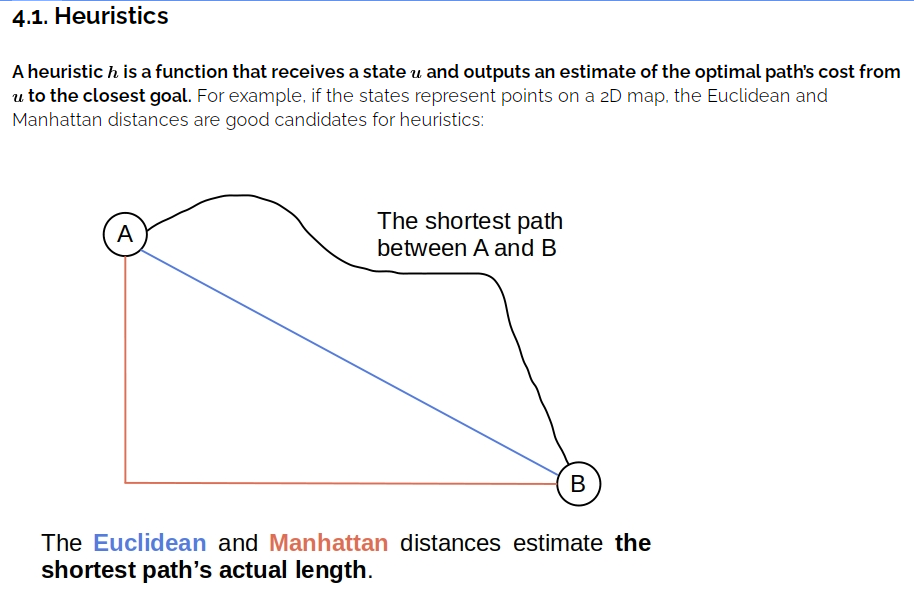 4.1. Heuristics
A heuristic h is a function that receives a state u and outputs an estimate of the optimal path's cost from
u to the closest goal. For example, if the states represent points on a 2D map, the Euclidean and
Manhattan distances are good candidates for heuristics:
A
The shortest path
between A and B
B
The Euclidean and Manhattan distances estimate the
shortest path's actual length.